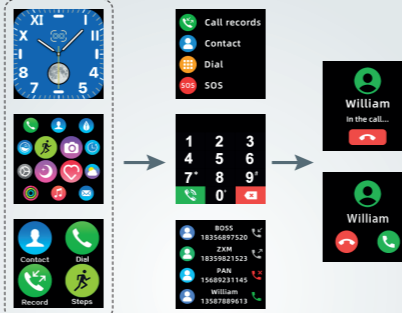 XI
II
X
8
4
7
5
Contact
Dial
Record
Steps
Call records
Contact
Dial
SOS SOS
1 2 3
4 5 6
7* 8 9#
0+
BOSS
18356897520
ZXM
18359821523
PAN
15689231145
William
13587889613
William
In the call...
William